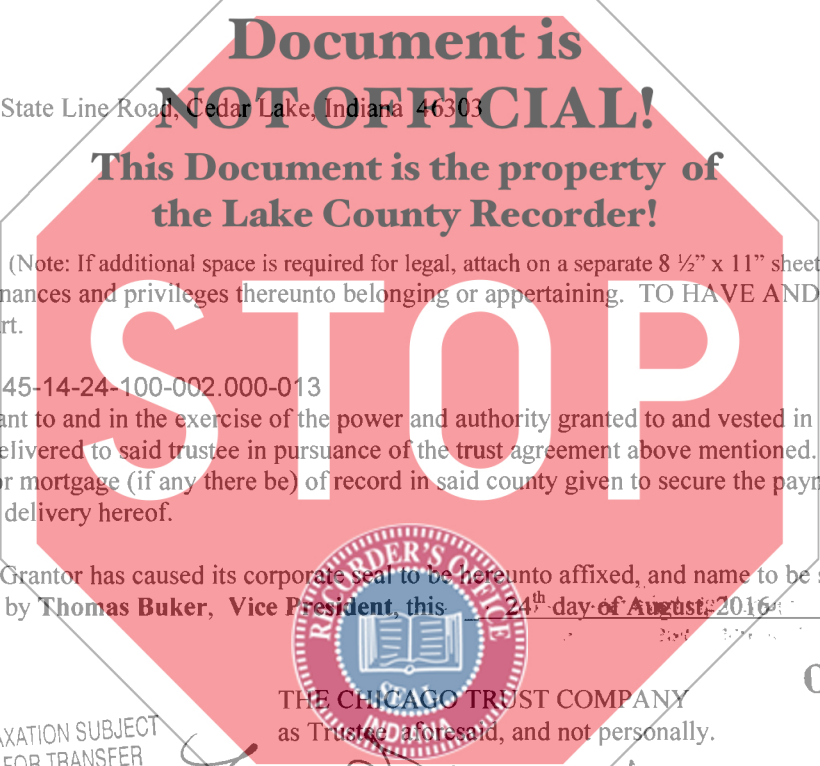 Document is
NOT OFFICIAL!
State Line Road, Cedar Lake, Indiana 46303
This Document is the property of
the Lake County Recorder!
(Note: If additional space is required for legal, attach on a separate 8 ½” x 11” sheet
nances and privileges thereunto belonging or appertaining. TO HAVE AND
rt.
STOP
45-14-24-100-002.000-013
ant to and in the exercise of the power and authority granted to and vested in
elivered to said trustee in pursuance of the trust agreement above mentioned.
or mortgage (if any there be) of record in said county given to secure the payn
delivery hereof.
Grantor has caused its corporate seal to be hereunto affixed, and name to be s
by Thomas Buker, Vice President, this 24th day of August, 2016
RECORDER'S OFFICE
SEAL
INDIANA
THE CHICAGO TRUST COMPANY
as Trustee aforesaid, and not personally.
AXATION SUBJECT
FOR TRANSFER